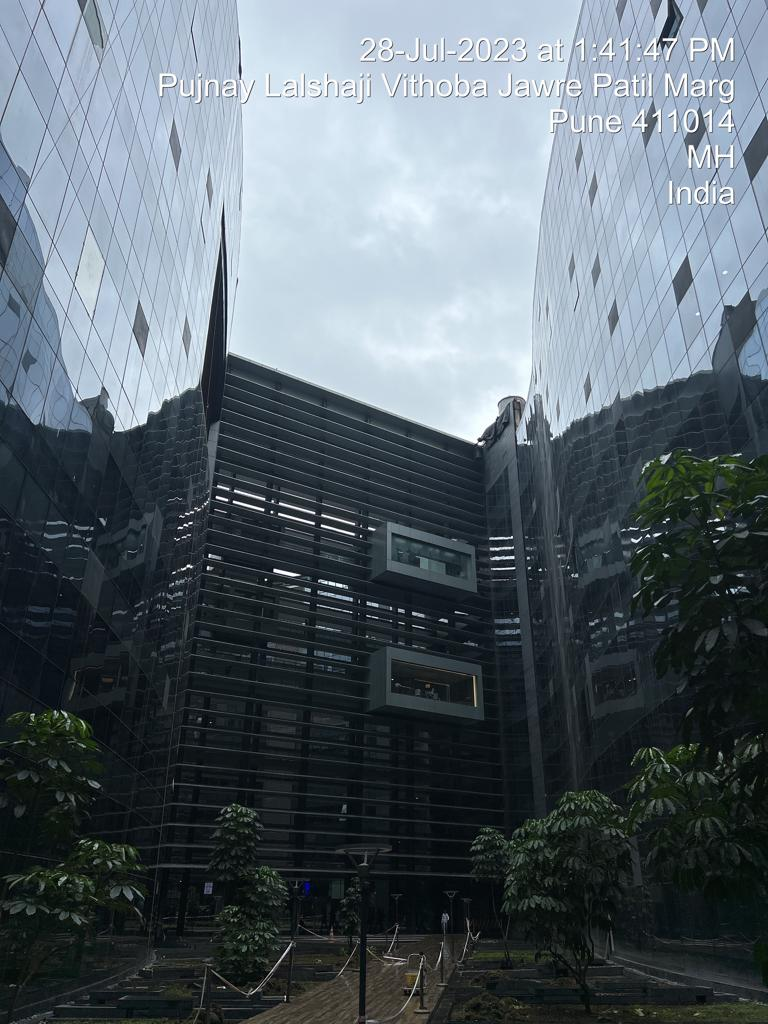 28-Jul-2023 at 1:41:47 PM
Pujnay Lalshaji Vithoba Jawre Patil Marg
Pune 411014
MH
India